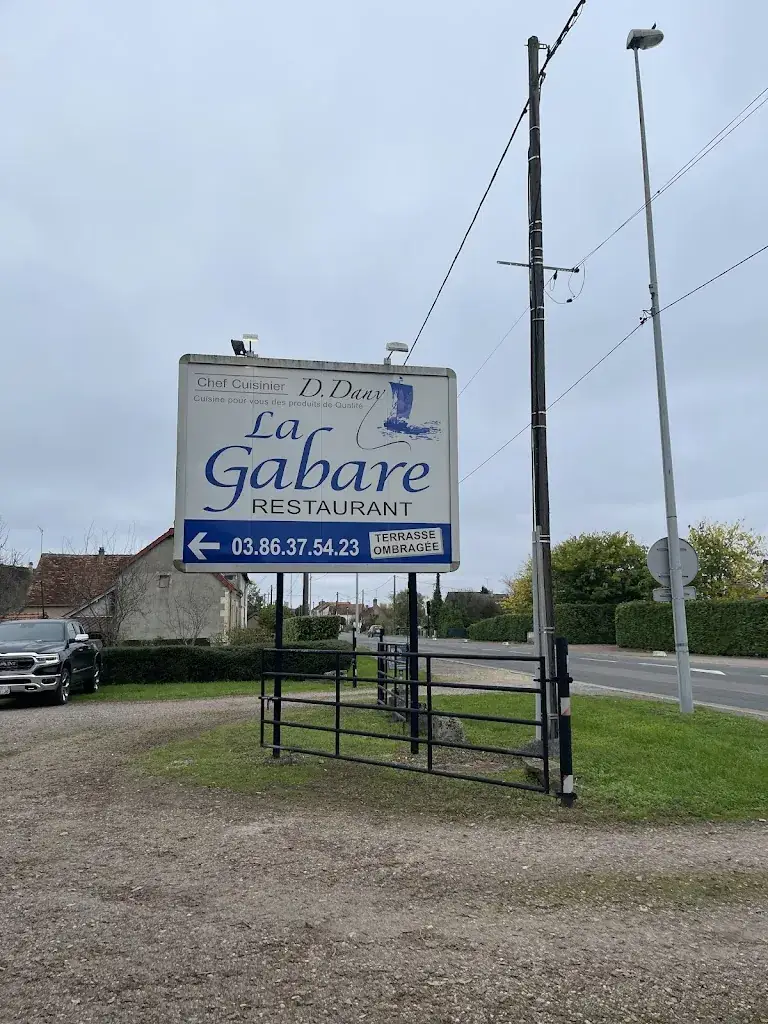 Chef Cuisinier D. Dany
Cuisine pour vous des produits de Qualité
La
Gabare
RESTAURANT
03.86.37.54.23
TERRASSE
OMBRAGÉE